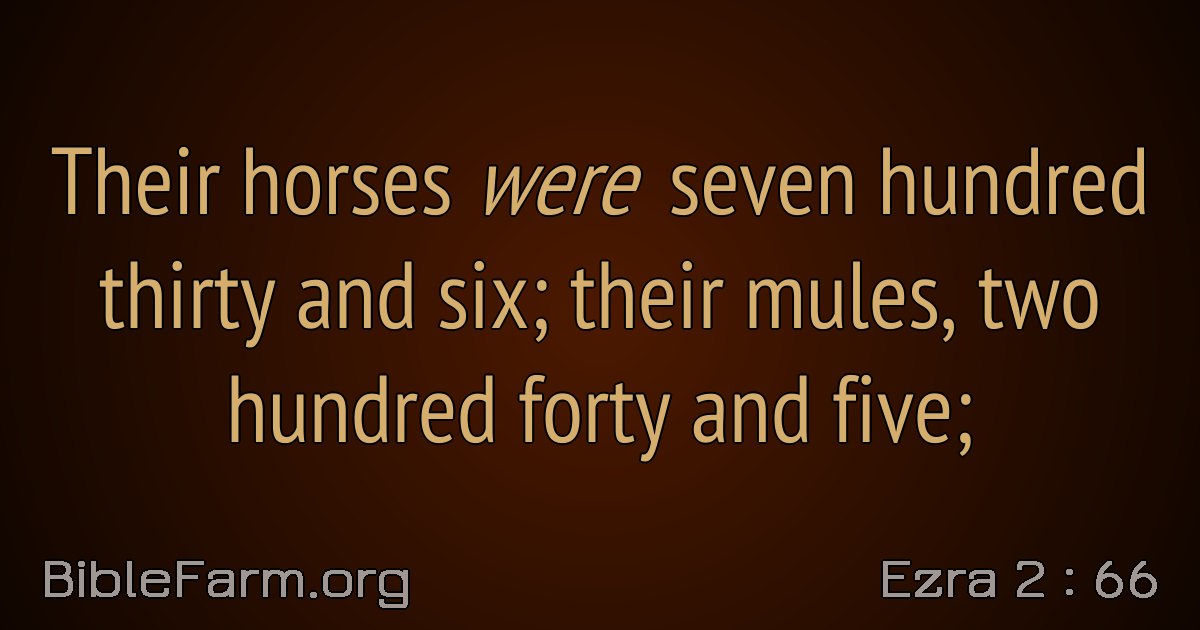 Their horses were seven hundred
thirty and six; their mules, two
hundred forty and five;
BibleFarm.org
Ezra 2 : 66